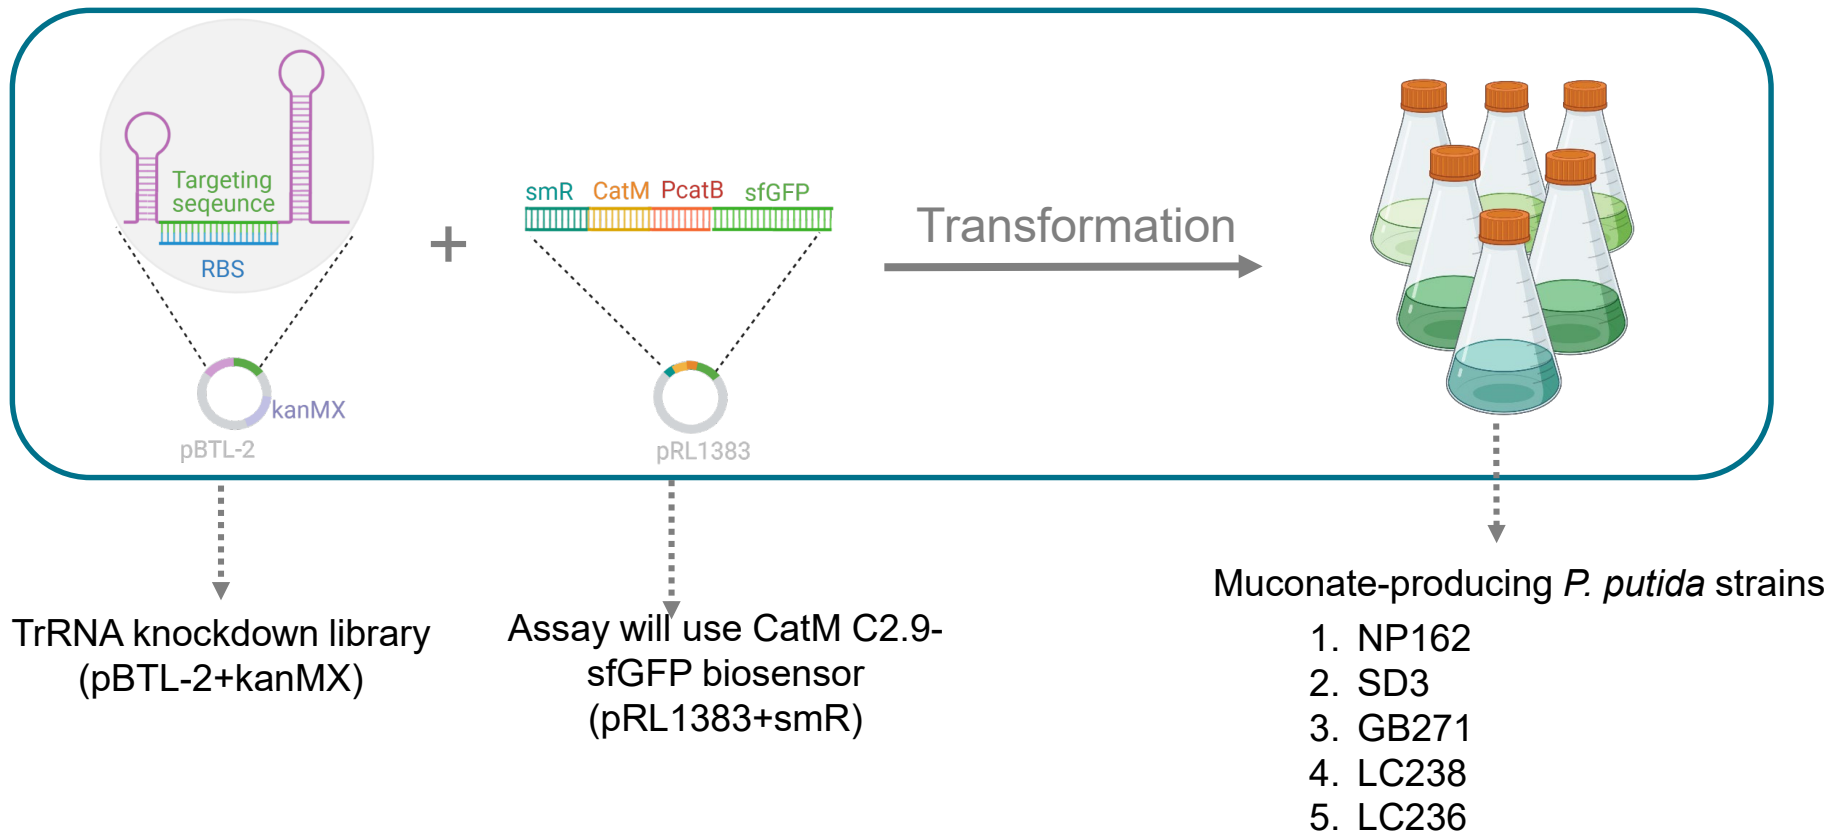 Targeting
seqeunce
RBS
kanMX
pBTL-2
+
smR CatM PcatB sfGFP
pRL1383
Transformation
TrRNA knockdown library
(pBTL-2+kanMX)
Assay will use CatM C2.9-
sfGFP biosensor
(pRL1383+smR)
Muconate-producing P. putida strains
1. NP162
2. SD3
3. GB271
4. LC238
5. LC236